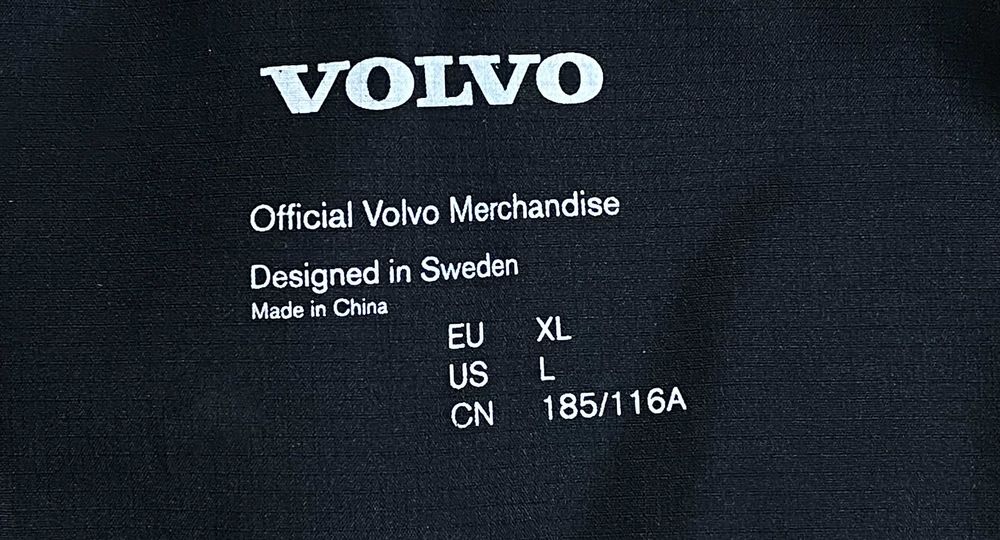 VOLVO
Official Volvo Merchandise
Designed in Sweden
Made in China
EU XL
US L
CN 185/116A